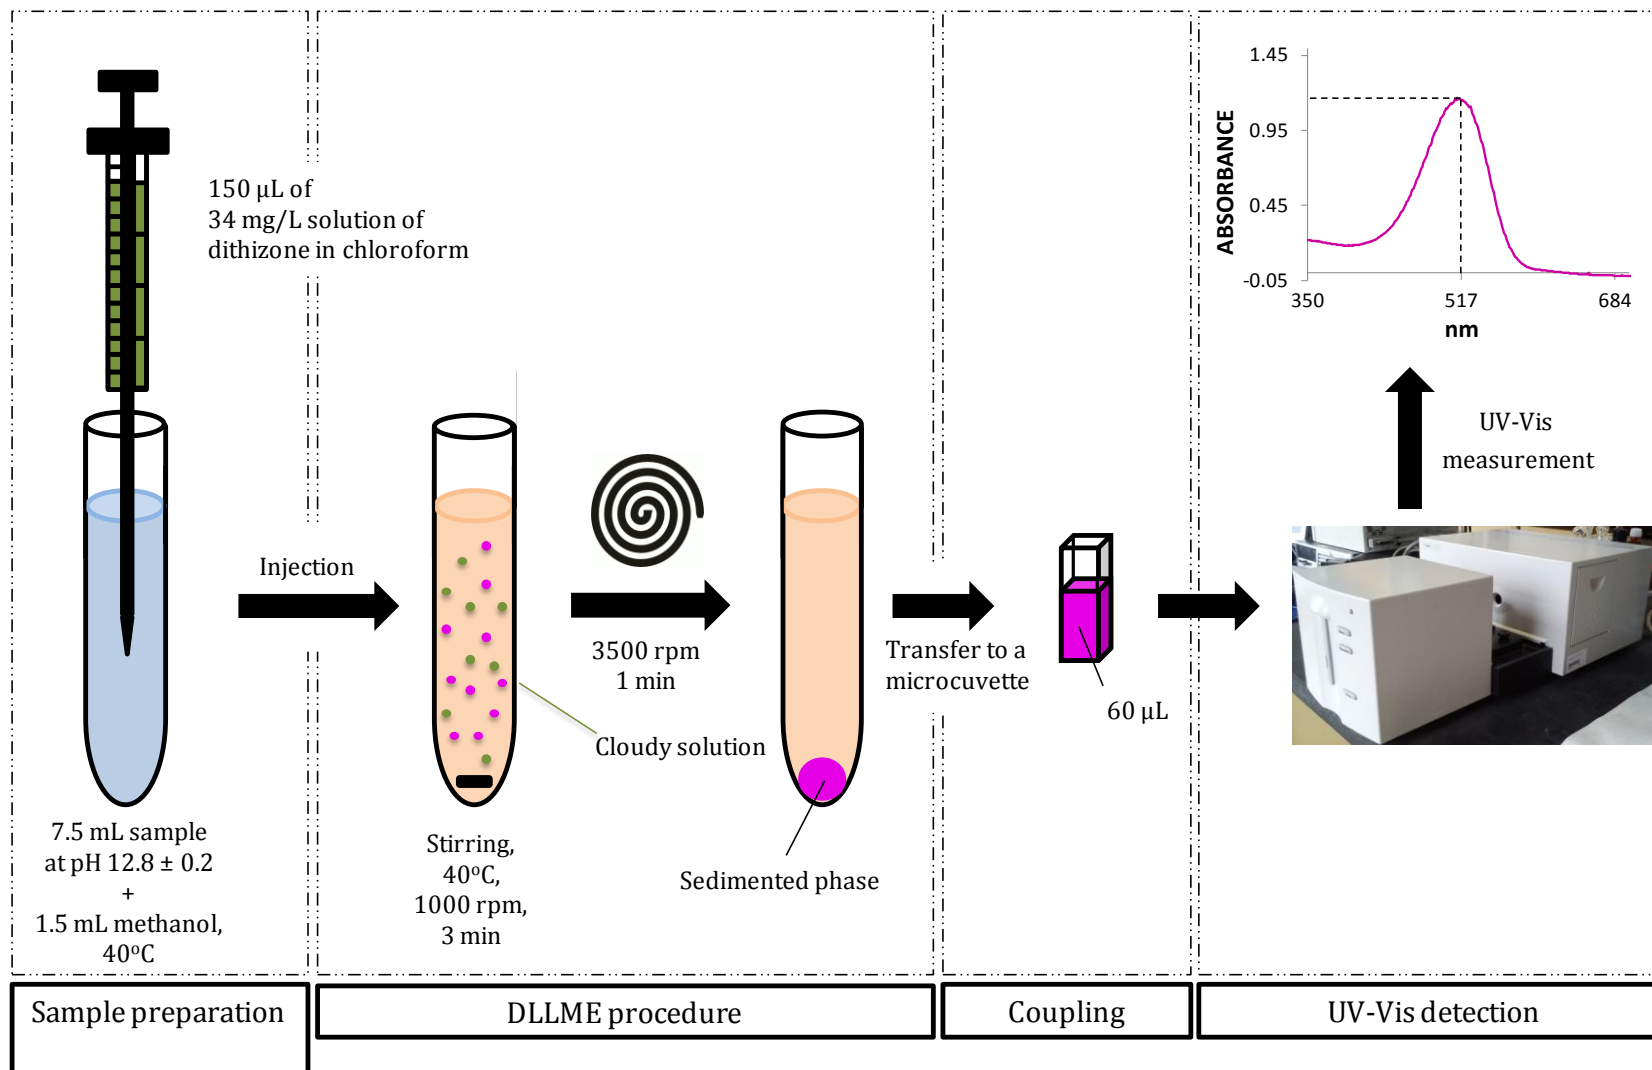 150 µL of
34 mg/L solution of
dithizone in chloroform
7.5 mL sample
at pH 12.8 ± 0.2
+
1.5 mL methanol,
40ºC
Injection
Stirring,
40ºC,
1000 rpm,
3 min
3500 rpm
1 min
Cloudy solution
Sedimented phase
Transfer to a
microcuvette
60 µL
1.45
0.95
0.45
-0.05
ABSORBANCE
350
517
684
nm
UV-Vis
measurement
Sample preparation
DLLME procedure
Coupling
UV-Vis detection